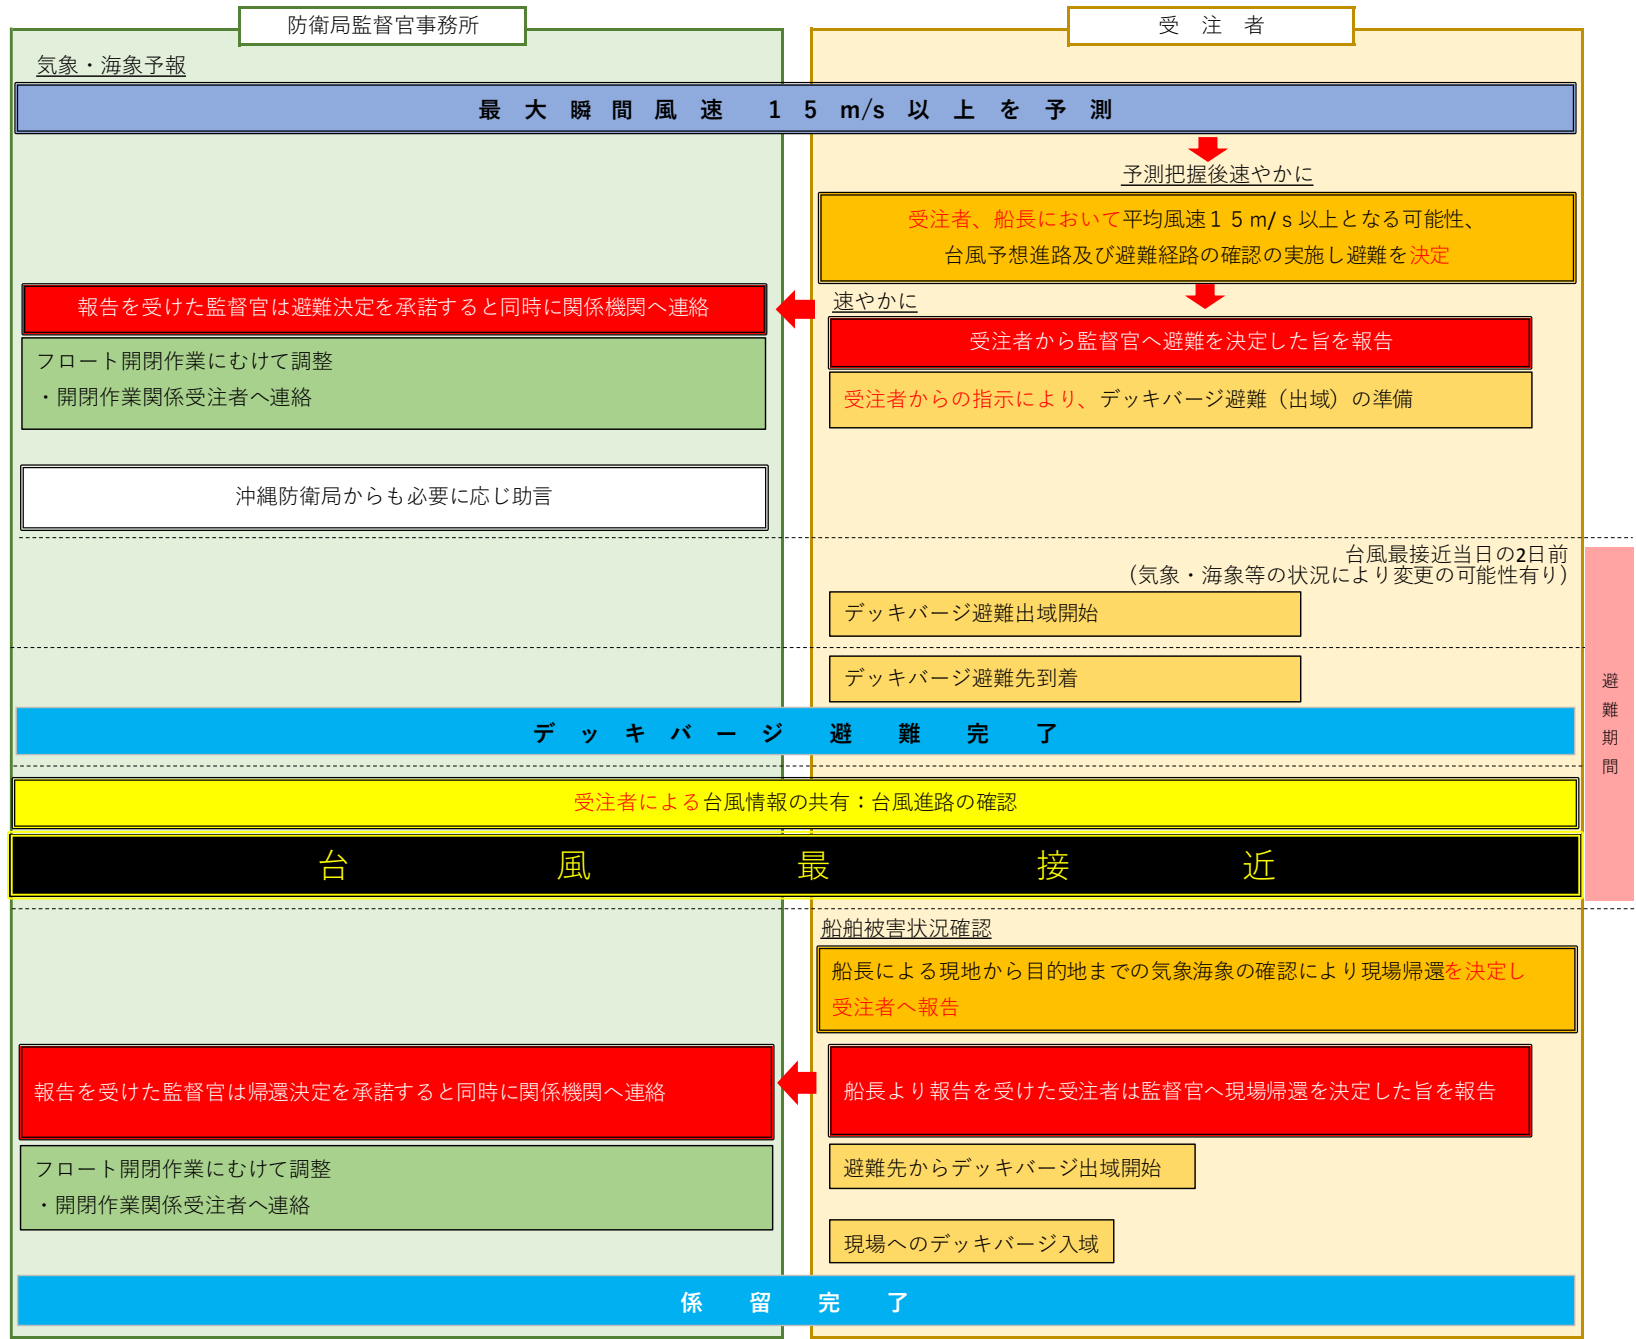 防衛局監督官事務所
受　注　者
気象・海象予報
最大瞬間風速　１５m/s以上を予測
予測把握後速やかに
受注者、船長において平均風速１５m/ｓ以上となる可能性、
台風予想進路及び避難経路の確認の実施し避難を決定
速やかに
報告を受けた監督官は避難決定を承諾すると同時に関係機関へ連絡
受注者から監督官へ避難を決定した旨を報告
フロート開閉作業にむけて調整
・開閉作業関係受注者へ連絡
受注者からの指示により、デッキバージ避難（出域）の準備
沖縄防衛局からも必要に応じ助言
台風最接近当日の2日前
（気象・海象等の状況により変更の可能性有り）
デッキバージ避難出域開始
デッキバージ避難先到着
避難期間
デッキバージ　避　難　完　了
受注者による台風情報の共有：台風進路の確認
台　風　最　接　近
船舶被害状況確認
船長による現地から目的地までの気象海象の確認により現場帰還を決定し
受注者へ報告
報告を受けた監督官は帰還決定を承諾すると同時に関係機関へ連絡
船長より報告を受けた受注者は監督官へ現場帰還を決定した旨を報告
フロート開閉作業にむけて調整
・開閉作業関係受注者へ連絡
避難先からデッキバージ出域開始
現場へのデッキバージ入域
係　留　完　了